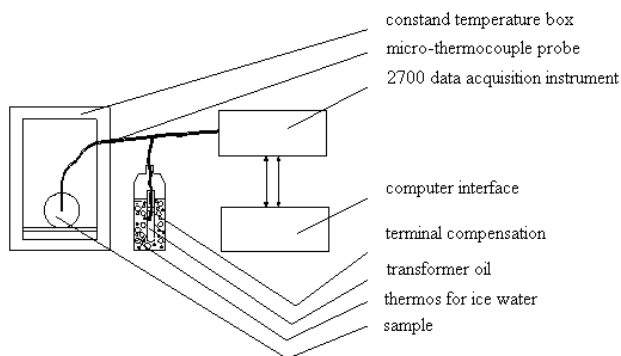 constand temperature box
micro-thermocouple probe
2700 data acquisition instrument
computer interface
terminal compensation
transformer oil
thermos for ice water
sample